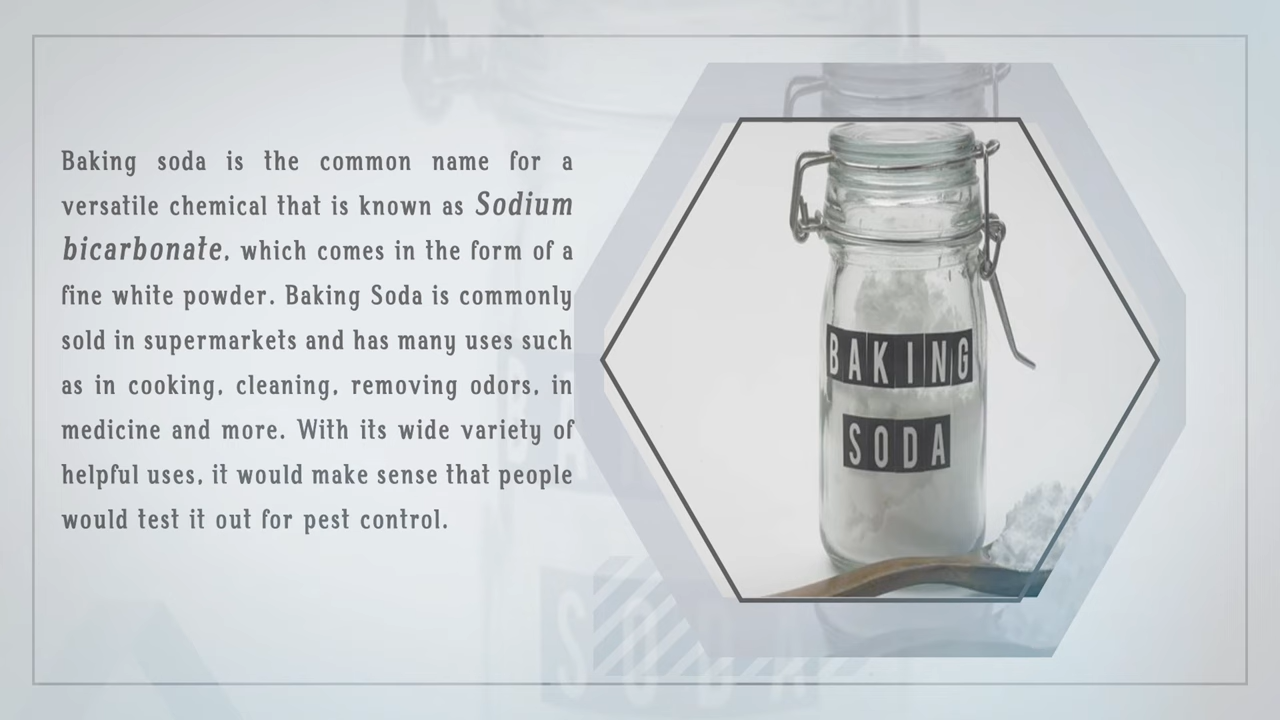 Baking soda is the common name for a
versatile chemical that is known as Sodium
bicarbonate, which comes in the form of a
fine white powder. Baking Soda is commonly
sold in supermarkets and has many uses such
as in cooking, cleaning, removing odors, in
medicine and more. With its wide variety of
helpful uses, it would make sense that people
would test it out for pest control.
BAKING
SODA